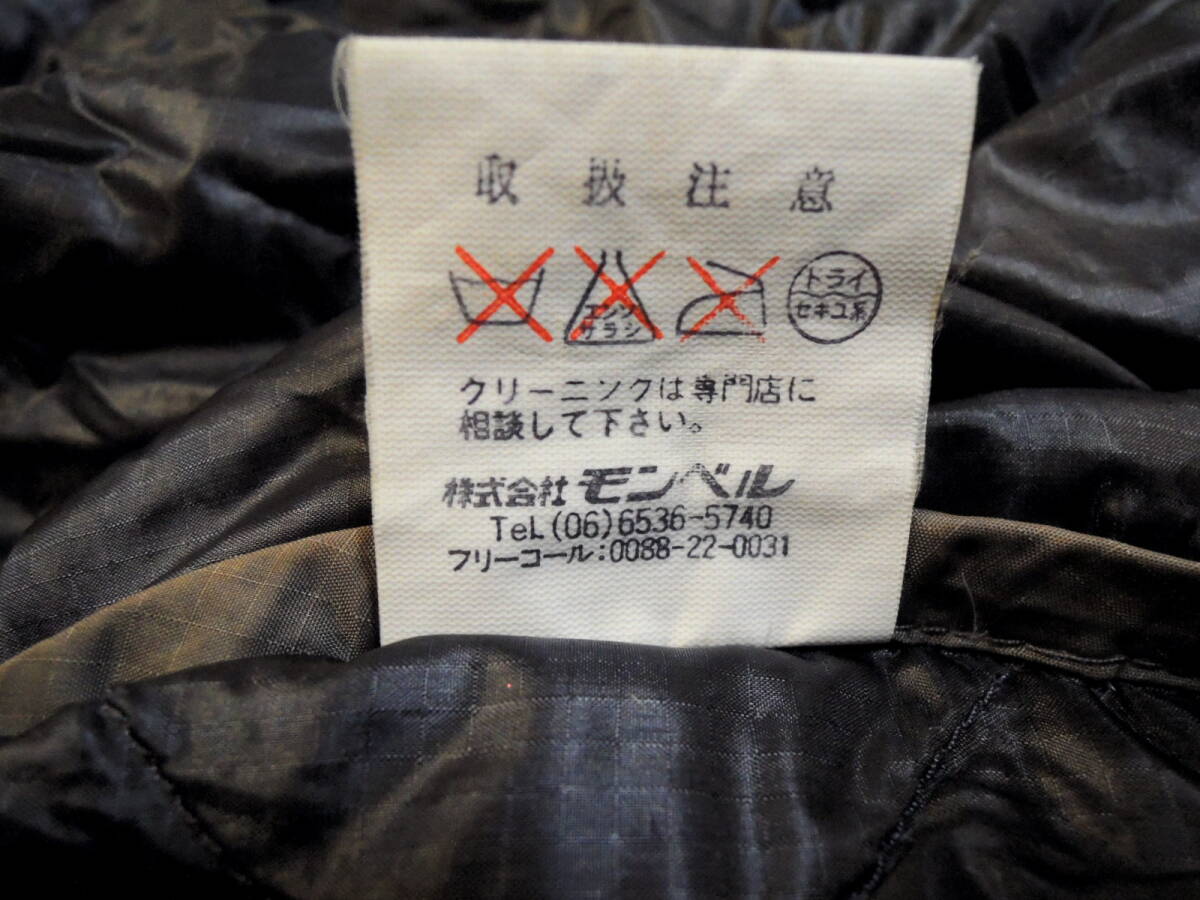 取扱注意
エンソ
サラシ
ドライ
セキユ系
クリーニングは専門店に
相談して下さい。
株式会社 モンベル
TeL (06)6536-5740
フリーコール:0088-22-0031